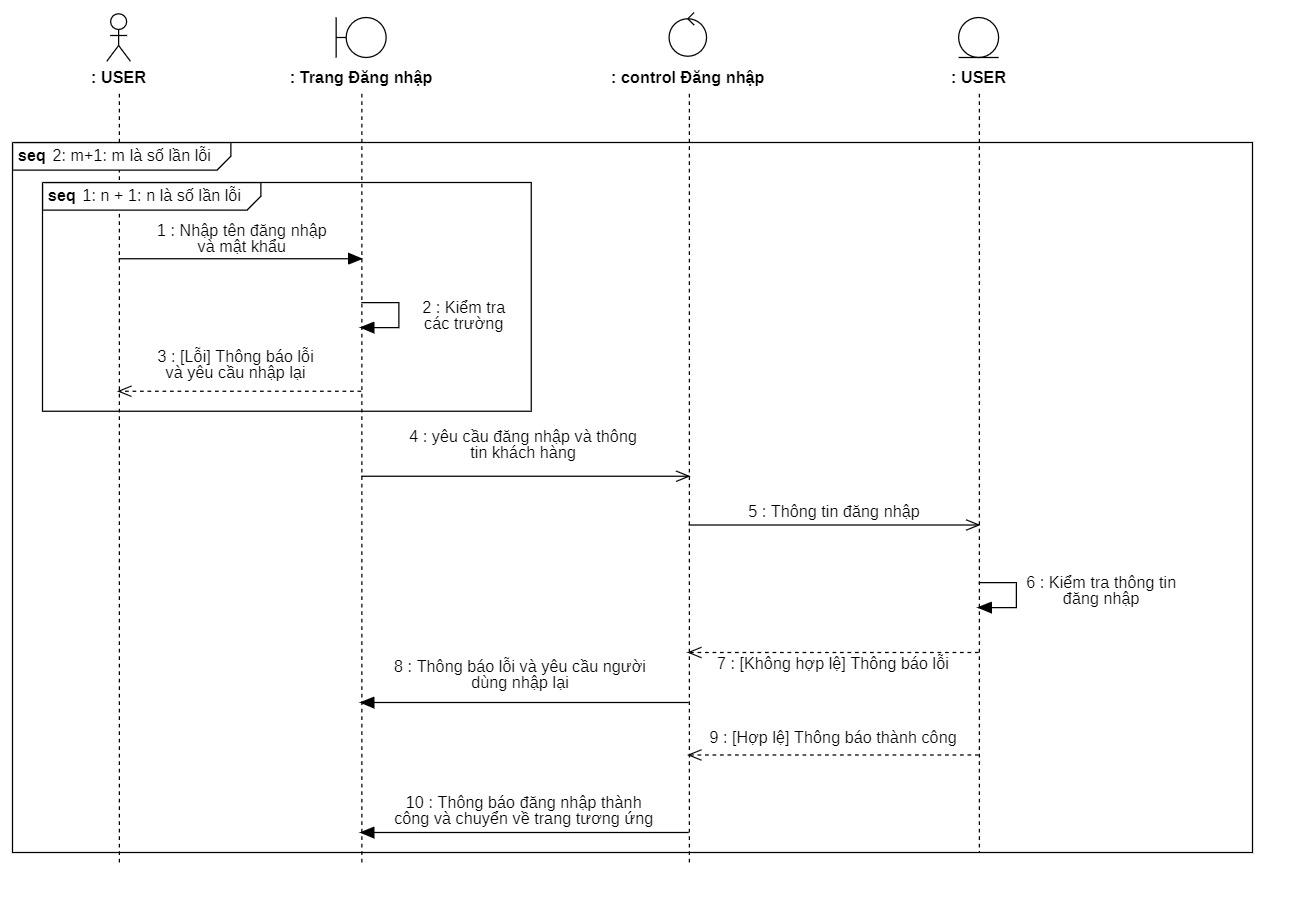 : USER
: Trang Đăng nhập
: control Đăng nhập
: USER
seq 2: m+1: m là số lần lỗi
seq 1: n + 1: n là số lần lỗi
1 : Nhập tên đăng nhập
và mật khẩu
2 : Kiểm tra
các trường
3 : [Lỗi] Thông báo lỗi
và yêu cầu nhập lại
4 : yêu cầu đăng nhập và thông
tin khách hàng
5 : Thông tin đăng nhập
6 : Kiểm tra thông tin
đăng nhập
7 : [Không hợp lệ] Thông báo lỗi
8 : Thông báo lỗi và yêu cầu người
dùng nhập lại
9 : [Hợp lệ] Thông báo thành công
10 : Thông báo đăng nhập thành
công và chuyển về trang tương ứng